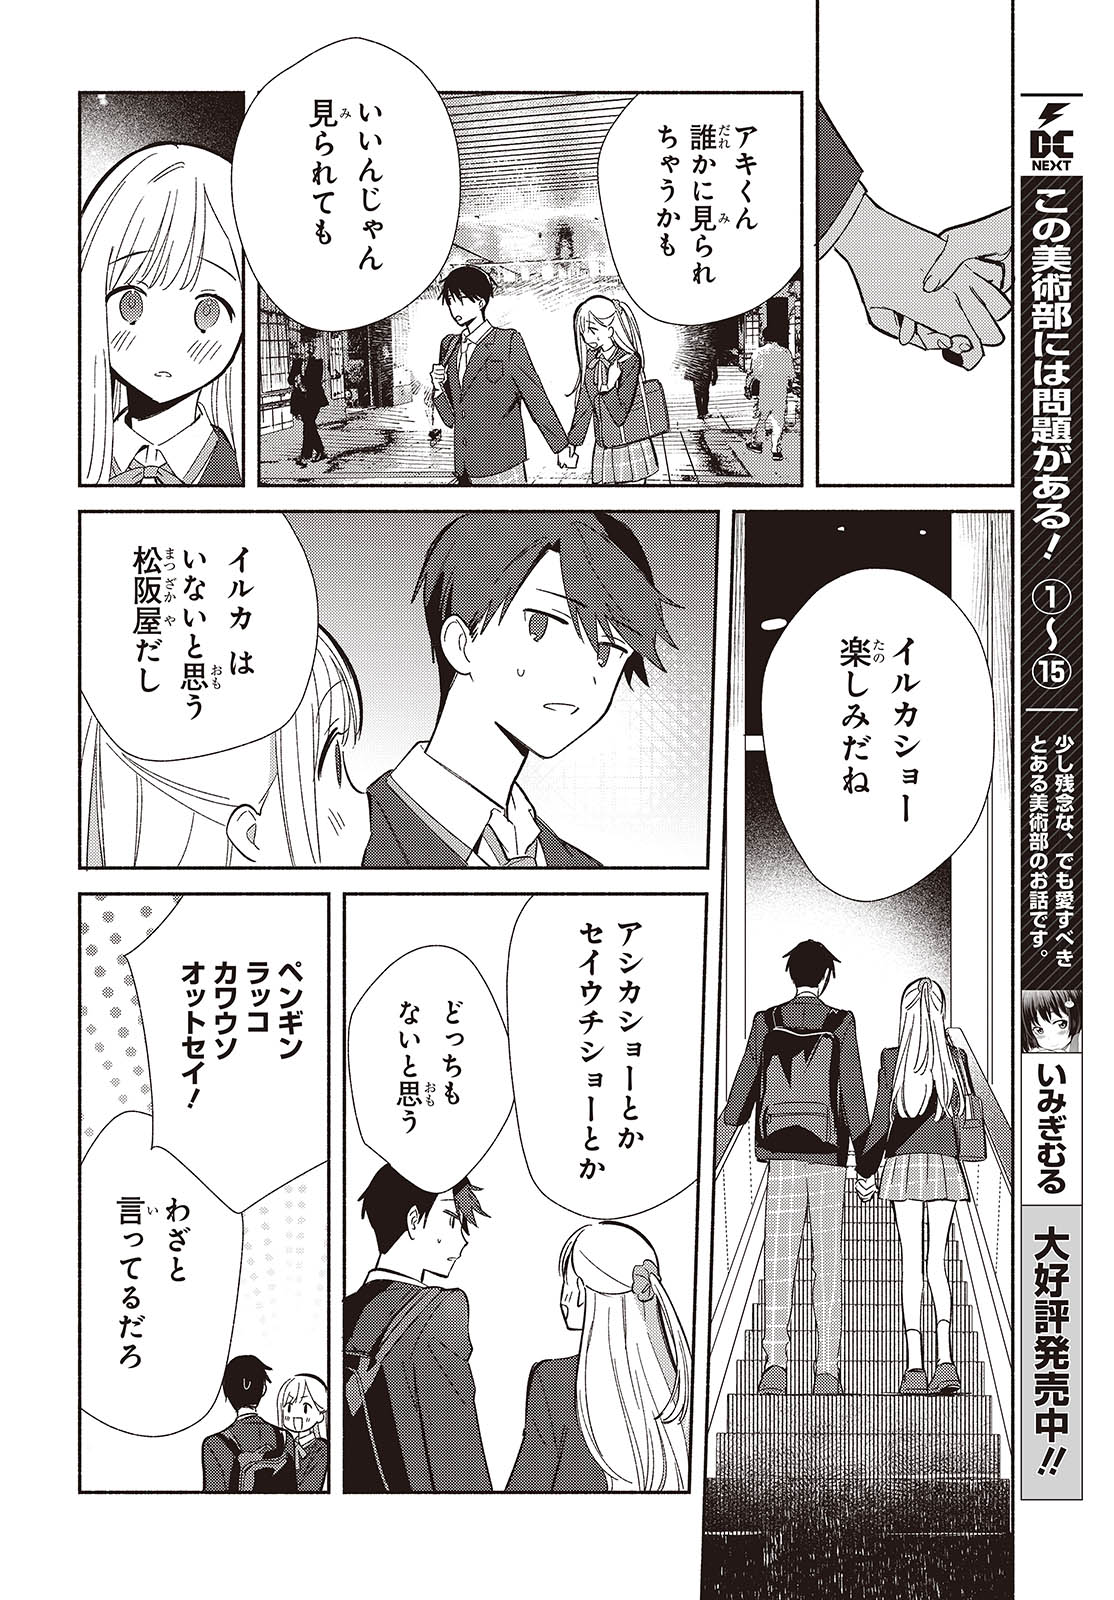 DC
NEXT
この美術部には問題がある！ ①〜⑮
少し残念な、でも愛すべき
とある美術部のお話です。
いみぎむる
大好評発売中!!
アキくん
誰かに見られ
ちゃうかも
いいんじゃん
見られても
イルカショー
楽しみだね
イルカは
いないと思う
松阪屋だし
アシカショーとか
セイウチショーとか
どっちも
ないと思う
ペンギン
ラッコ
カワウソ
オットセイ！
わざと
言ってるだろ